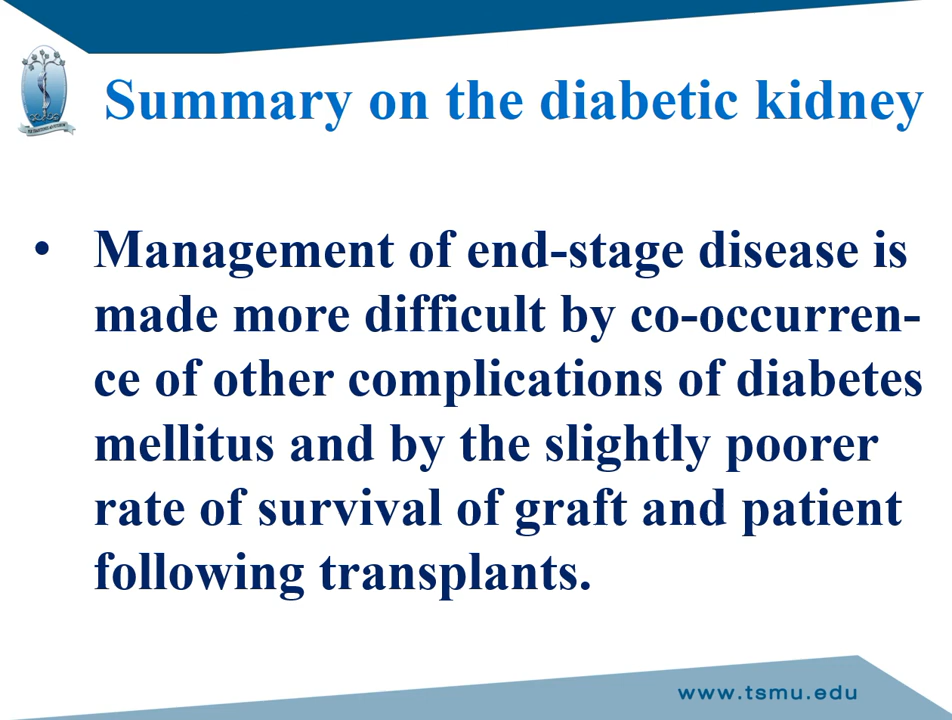 Summary on the diabetic kidney
• Management of end-stage disease is
made more difficult by co-occurren-
ce of other complications of diabetes
mellitus and by the slightly poorer
rate of survival of graft and patient
following transplants.
www.tsmu.edu